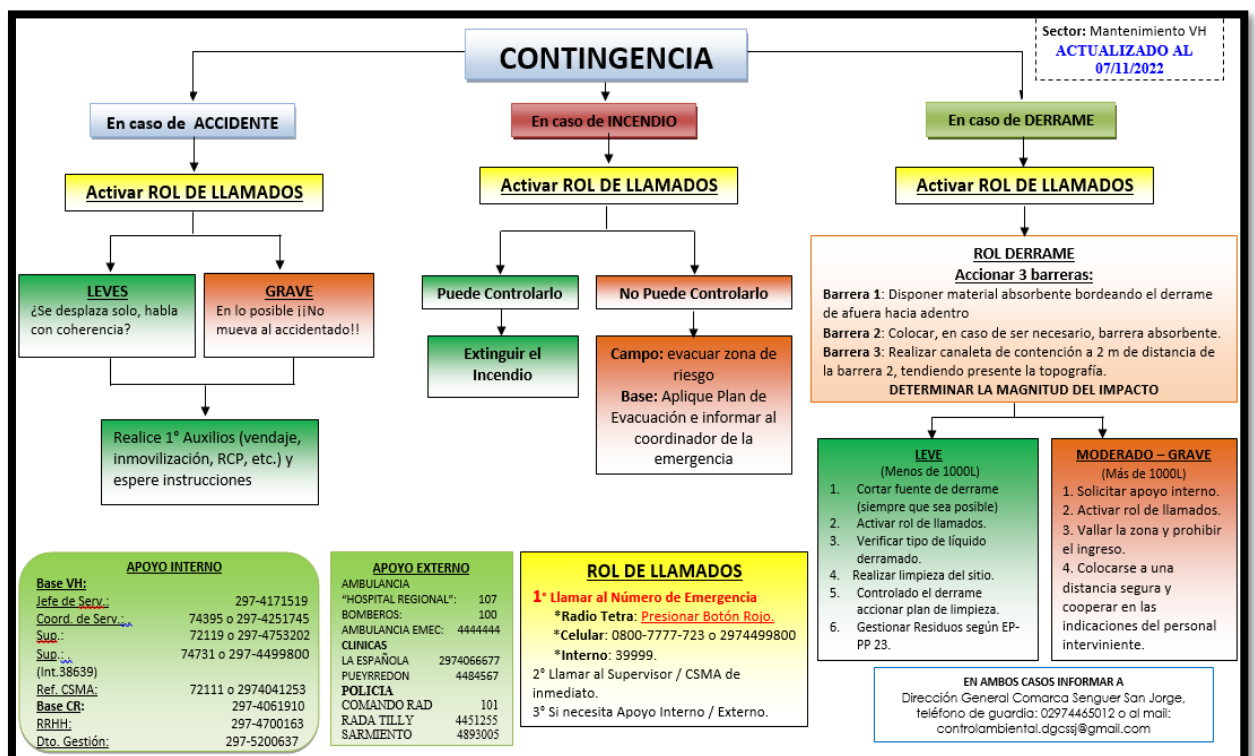 CONTINGENCIA
Sector: Mantenimiento VH
ACTUALIZADO AL
07/11/2022
En caso de ACCIDENTE
Activar ROL DE LLAMADOS
LEVES
¿Se desplaza solo, habla
con coherencia?
GRAVE
En lo posible ¡¡No
mueva al accidentado!!
Realice 1° Auxilios (vendaje,
inmovilización, RCP, etc.) y
espere instrucciones
En caso de INCENDIO
Activar ROL DE LLAMADOS
Puede Controlarlo
Extinguir el
Incendio
No Puede Controlarlo
Campo: evacuar zona de
riesgo
Base: Aplique Plan de
Evacuación e informar al
coordinador de la
emergencia
En caso de DERRAME
Activar ROL DE LLAMADOS
ROL DERRAME
Accionar 3 barreras:
Barrera 1: Disponer material absorbente bordeando el derrame
de afuera hacia adentro
Barrera 2: Colocar, en caso de ser necesario, barrera absorbente.
Barrera 3: Realizar canaleta de contención a 2 m de distancia de
la barrera 2, tendiendo presente la topografía.
DETERMINAR LA MAGNITUD DEL IMPACTO
LEVE
(Menos de 1000L)
1. Cortar fuente de derrame
(siempre que sea posible)
2. Activar rol de llamados.
3. Verificar tipo de líquido
derramado.
4. Realizar limpieza del sitio.
5. Controlado el derrame
accionar plan de limpieza.
6. Gestionar Residuos según EP-
PP 23.
MODERADO – GRAVE
(Más de 1000L)
1. Solicitar apoyo interno.
2. Activar rol de llamados.
3. Vallar la zona y prohibir
el ingreso.
4. Colocarse a una
distancia segura y
cooperar en las
indicaciones del personal
interviniente.
APOYO INTERNO
Base VH:
Jefe de Serv.: 297-4171519
Coord. de Serv.:. 74395 o 297-4251745
Sup.: 72119 o 297-4753202
Sup.: . 74731 o 297-4499800
(Int.38639)
Ref. CSMA: 72111 o 2974041253
Base CR: 297-4061910
RRHH: 297-4700163
Dto. Gestión: 297-5200637
APOYO EXTERNO
AMBULANCIA
“HOSPITAL REGIONAL”: 107
BOMBEROS: 100
AMBULANCIA EMEC: 4444444
CLINICAS
LA ESPAÑOLA 2974066677
PUEYRREDON 4484567
POLICIA
COMANDO RAD 101
RADA TILLY 4451255
SARMIENTO 4893005
ROL DE LLAMADOS
1° Llamar al Número de Emergencia
*Radio Tetra: Presionar Botón Rojo.
*Celular: 0800-7777-723 o 2974499800
*Interno: 39999.
2° Llamar al Supervisor / CSMA de
inmediato.
3° Si necesita Apoyo Interno / Externo.
EN AMBOS CASOS INFORMAR A
Dirección General Comarca Senguer San Jorge,
teléfono de guardia: 02974465012 o al mail:
controlambiental.dgcssj@gmail.com